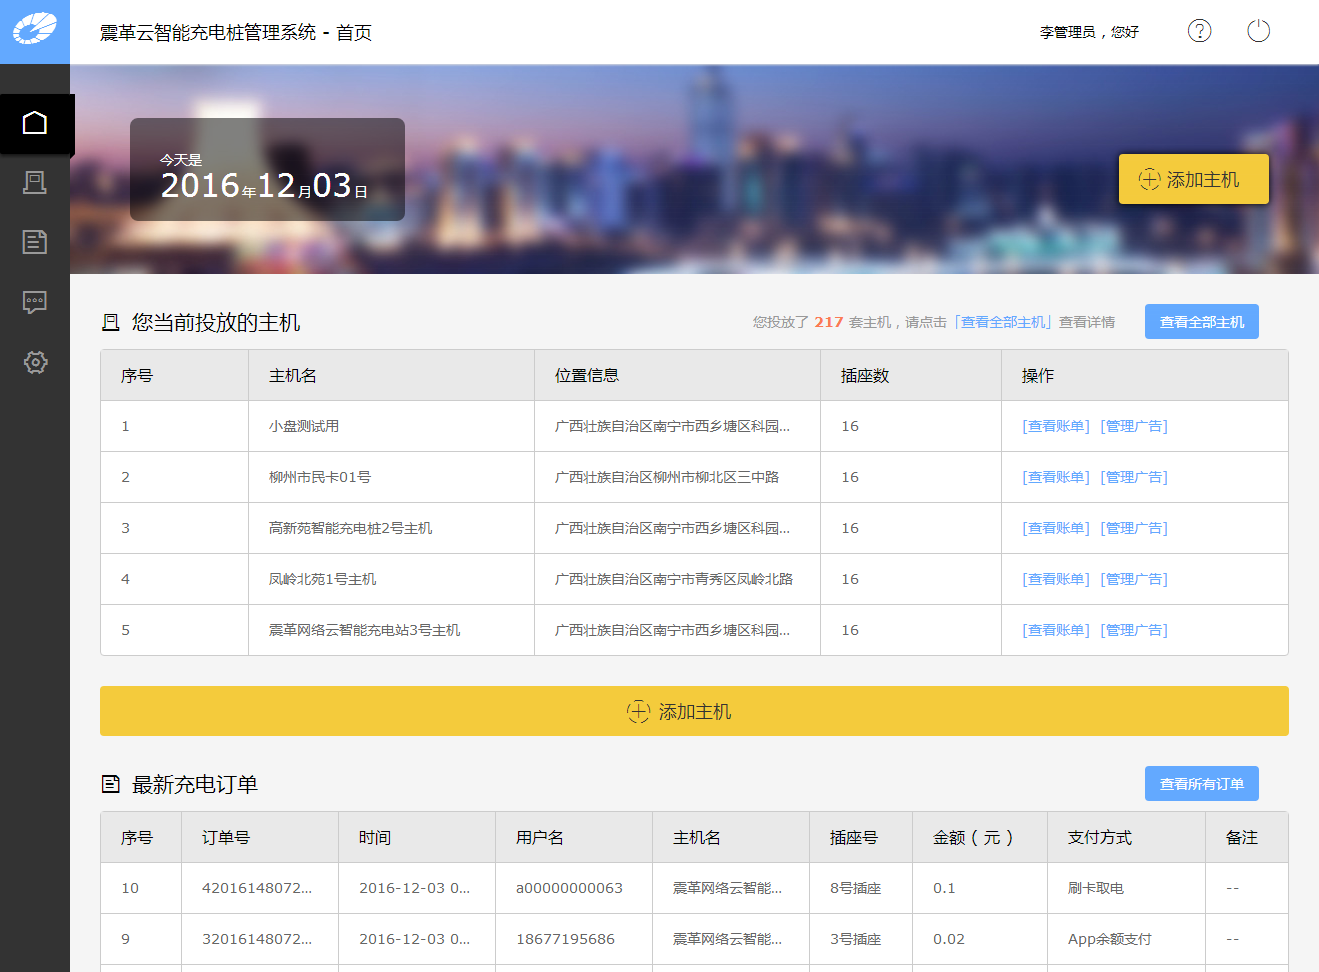 震革云智能充电桩管理系统 - 首页
李管理员，您好
今天是
2016年12月03日
添加主机
您当前投放的主机
您投放了 217 套主机，请点击「查看全部主机」查看详情
查看全部主机
序号 主机名 位置信息 插座数 操作
1 小盘测试用 广西壮族自治区南宁市西乡塘区科园... 16 [查看账单] [管理广告]
2 柳州市民卡01号 广西壮族自治区柳州市柳北区三中路 16 [查看账单] [管理广告]
3 高新苑智能充电桩2号主机 广西壮族自治区南宁市西乡塘区科园... 16 [查看账单] [管理广告]
4 凤岭北苑1号主机 广西壮族自治区南宁市青秀区凤岭北路 16 [查看账单] [管理广告]
5 震革网络云智能充电站3号主机 广西壮族自治区南宁市西乡塘区科园... 16 [查看账单] [管理广告]
添加主机
最新充电订单
查看所有订单
序号 订单号 时间 用户名 主机名 插座号 金额（元） 支付方式 备注
10 42016148072... 2016-12-03 0... a00000000063 震革网络云智能... 8号插座 0.1 刷卡取电 --
9 32016148072... 2016-12-03 0... 18677195686 震革网络云智能... 3号插座 0.02 App余额支付 --